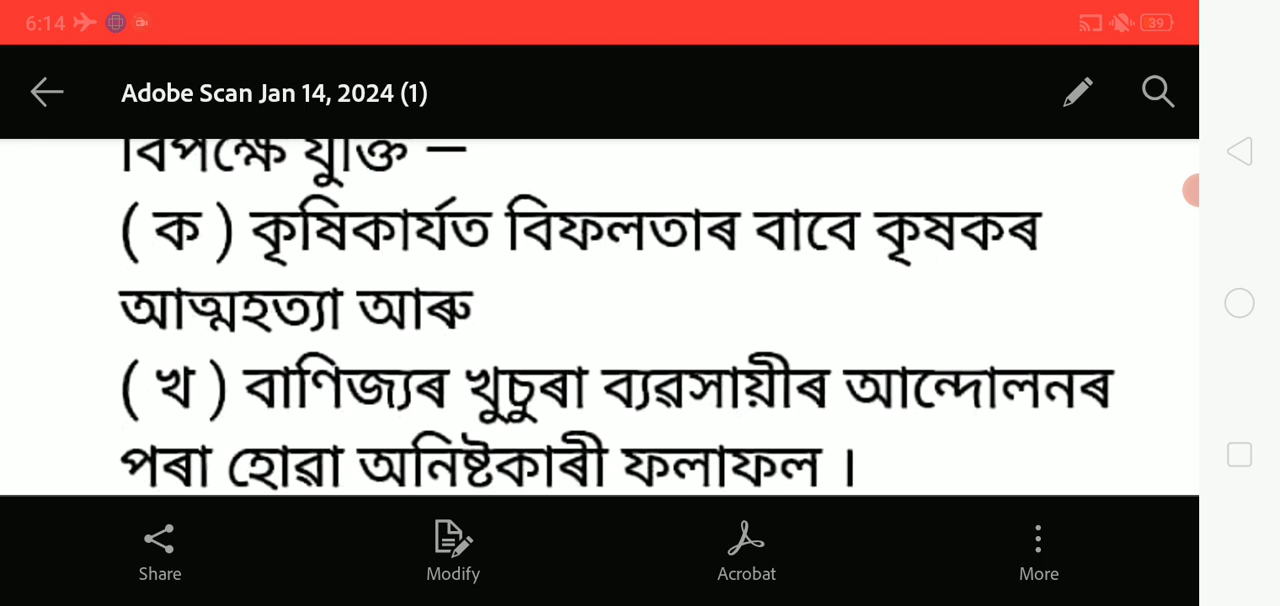 6:14
39
Adobe Scan Jan 14, 2024 (1)
বিপক্ষে যুক্তি –
( ক ) কৃষিকাৰ্যত বিফলতাৰ বাবে কৃষকৰ
আত্মহত্যা আৰু
( খ ) বাণিজ্যৰ খুচুৰা ব্যৱসায়ীৰ আন্দোলনৰ
পৰা হোৱা অনিষ্টকাৰী ফলাফল ।
Share Modify Acrobat More